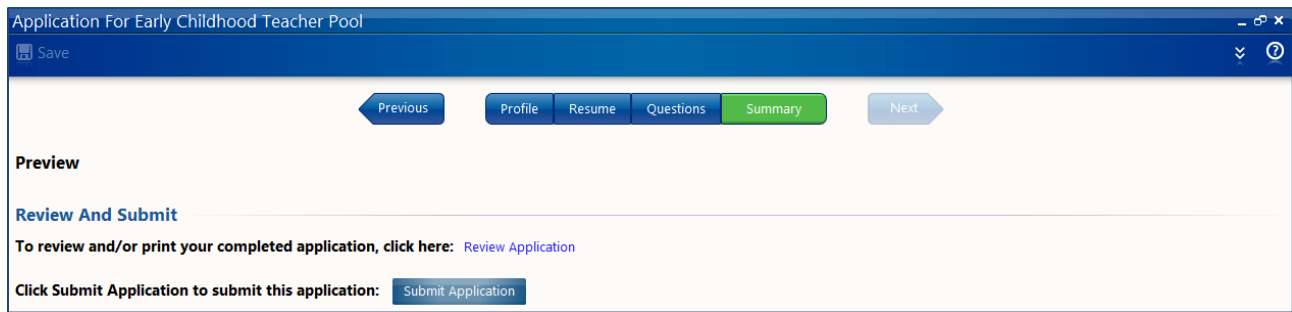 Application For Early Childhood Teacher Pool
Save
Previous Profile Resume Questions Summary Next
Preview
Review And Submit
To review and/or print your completed application, click here: Review Application
Click Submit Application to submit this application: Submit Application